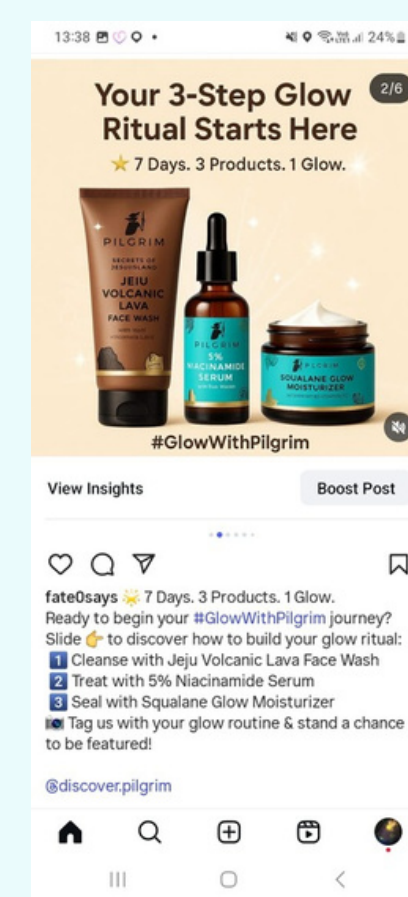 13:38
24%
2/6
Your 3-Step Glow
Ritual Starts Here
7 Days. 3 Products. 1 Glow.
PILGRIM
SECRETS OF
JEIU
VOLCANIC
LAVA
FACE WASH
PILGRIM
5%
NIACINAMIDE
SERUM
PILGRIM
SQUALANE GLOW
MOISTURIZER
#GlowWithPilgrim
View Insights
Boost Post
fate0says 🌟 7 Days. 3 Products. 1 Glow.
Ready to begin your #GlowWithPilgrim journey?
Slide 👉 to discover how to build your glow ritual:
1️⃣ Cleanse with Jeju Volcanic Lava Face Wash
2️⃣ Treat with 5% Niacinamide Serum
3️⃣ Seal with Squalane Glow Moisturizer
📸 Tag us with your glow routine & stand a chance
to be featured!
@discover.pilgrim